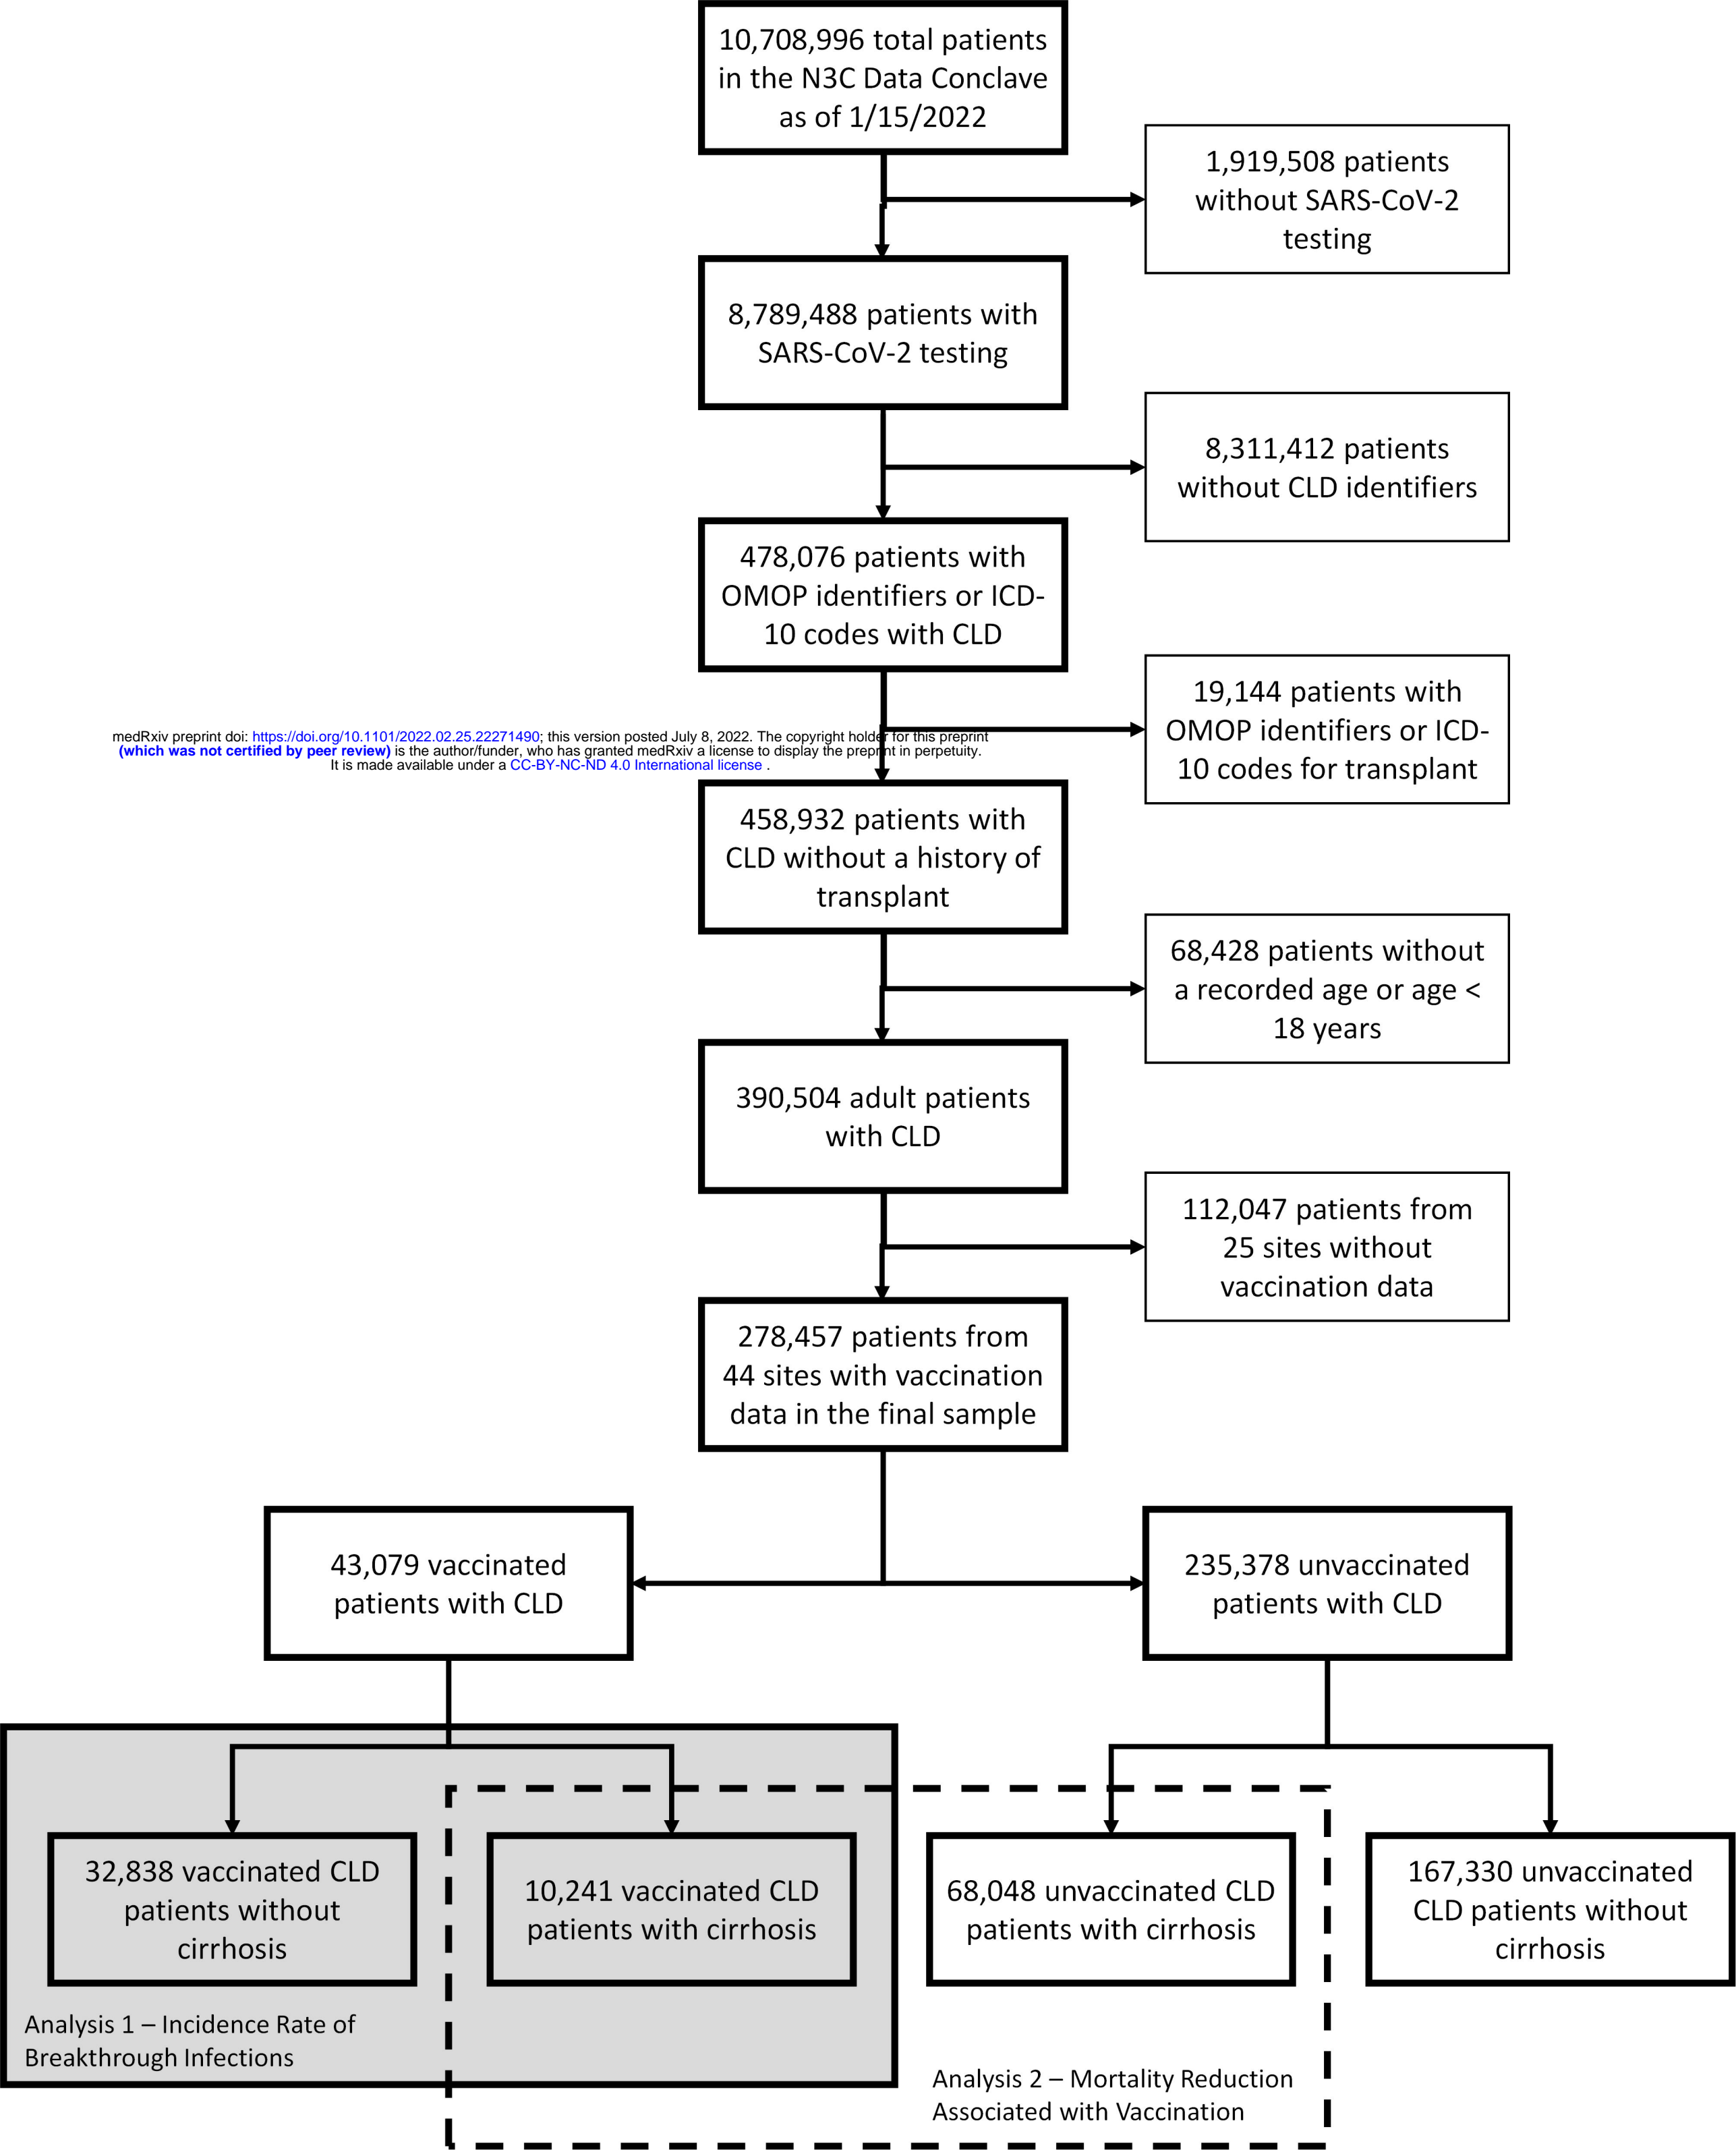 10,708,996 total patients
in the N3C Data Conclave
as of 1/15/2022
1,919,508 patients
without SARS-CoV-2
testing
8,789,488 patients with
SARS-CoV-2 testing
8,311,412 patients
without CLD identifiers
478,076 patients with
OMOP identifiers or ICD-
10 codes with CLD
19,144 patients with
OMOP identifiers or ICD-
10 codes for transplant
medRxiv preprint doi: https://doi.org/10.1101/2022.02.25.22271490; this version posted July 8, 2022. The copyright holder for this preprint
(which was not certified by peer review) is the author/funder, who has granted medRxiv a license to display the preprint in perpetuity.
It is made available under a CC-BY-NC-ND 4.0 International license .
458,932 patients with
CLD without a history of
transplant
68,428 patients without
a recorded age or age <
18 years
390,504 adult patients
with CLD
112,047 patients from
25 sites without
vaccination data
278,457 patients from
44 sites with vaccination
data in the final sample
43,079 vaccinated
patients with CLD
235,378 unvaccinated
patients with CLD
32,838 vaccinated CLD
patients without
cirrhosis
10,241 vaccinated CLD
patients with cirrhosis
68,048 unvaccinated CLD
patients with cirrhosis
167,330 unvaccinated
CLD patients without
cirrhosis
Analysis 1 – Incidence Rate of
Breakthrough Infections
Analysis 2 – Mortality Reduction
Associated with Vaccination